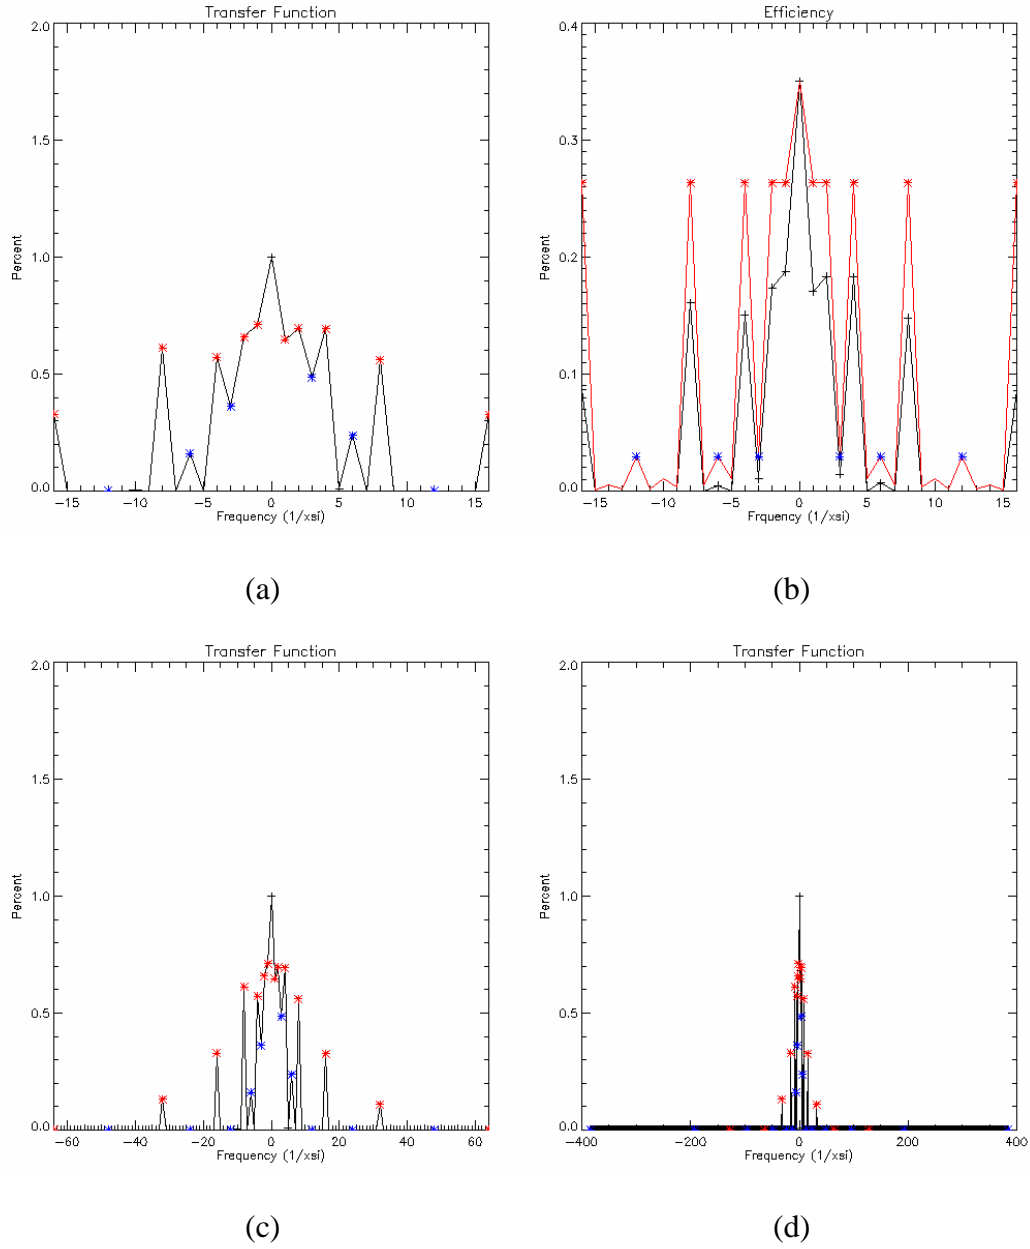 Transfer Function
2.0
1.5
1.0
0.5
0.0
Percent
−15 −10 −5 0 5 10 15
Frquency (1/xsi)
(a)
Efficiency
0.4
0.3
0.2
0.1
0.0
Percent
−15 −10 −5 0 5 10 15
Frquency (1/xsi)
(b)
Transfer Function
2.0
1.5
1.0
0.5
0.0
Percent
−60 −40 −20 0 20 40 60
Frequency (1/xsi)
(c)
Transfer Function
2.0
1.5
1.0
0.5
0.0
Percent
−400 −200 0 200 400
Frequency (1/xsi)
(d)